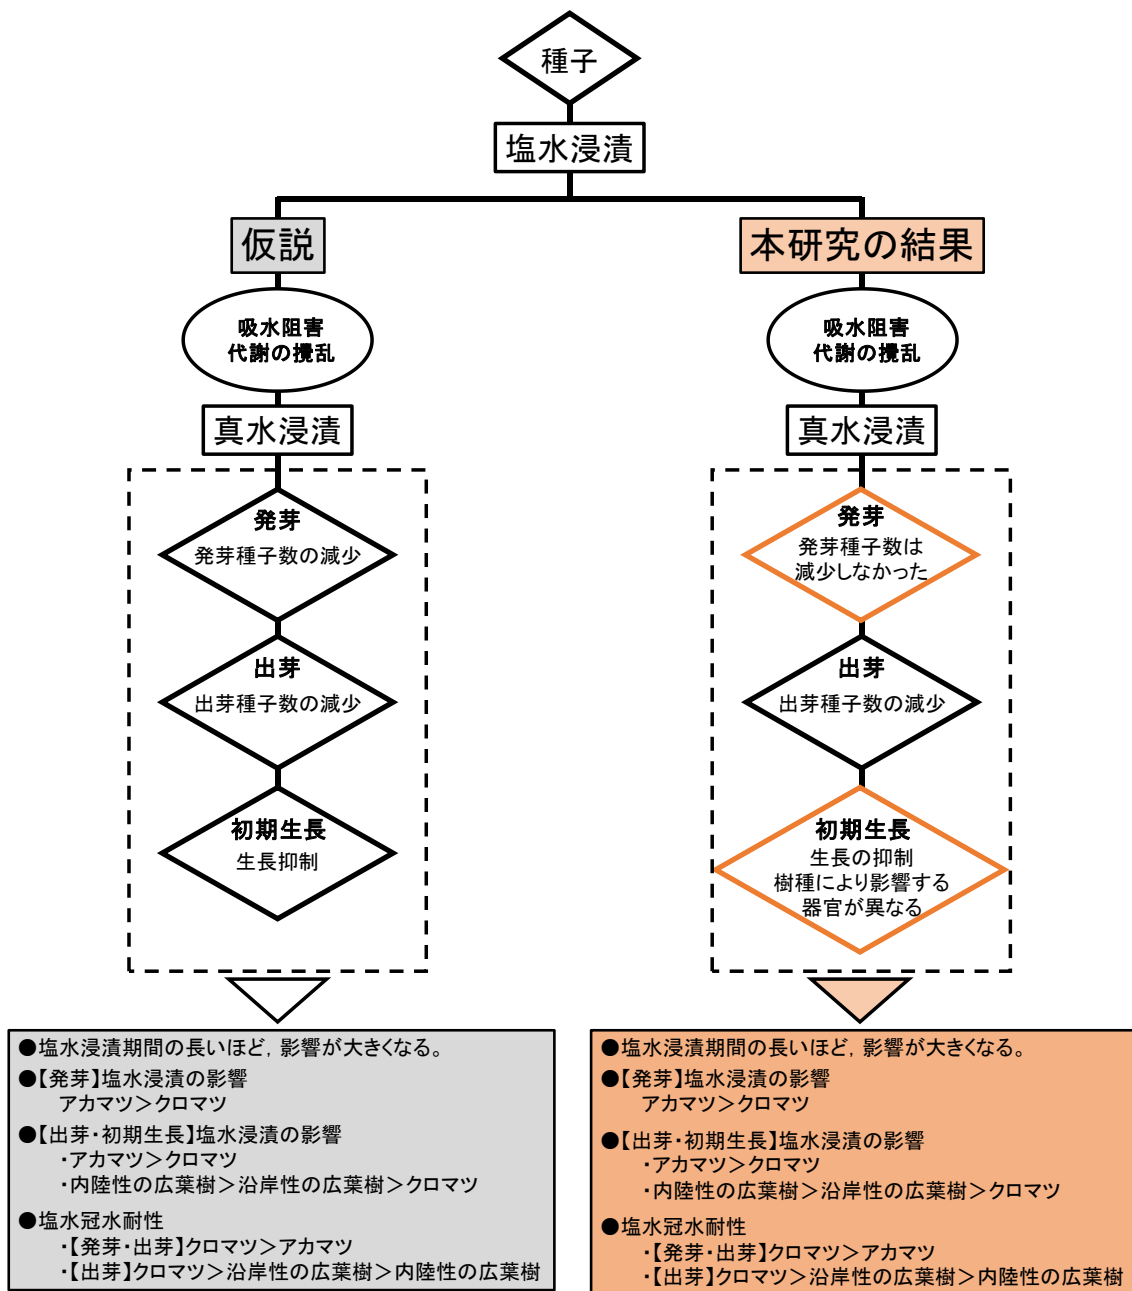 種子
塩水浸漬
仮説
吸水阻害
代謝の攪乱
真水浸漬
発芽
発芽種子数の減少
出芽
出芽種子数の減少
初期生長
生長抑制
●塩水浸漬期間の長いほど，影響が大きくなる。
●【発芽】塩水浸漬の影響
アカマツ＞クロマツ
●【出芽・初期生長】塩水浸漬の影響
・アカマツ＞クロマツ
・内陸性の広葉樹＞沿岸性の広葉樹＞クロマツ
●塩水冠水耐性
・【発芽・出芽】クロマツ＞アカマツ
・【出芽】クロマツ＞沿岸性の広葉樹＞内陸性の広葉樹
本研究の結果
吸水阻害
代謝の攪乱
真水浸漬
発芽
発芽種子数は
減少しなかった
出芽
出芽種子数の減少
初期生長
生長の抑制
樹種により影響する
器官が異なる
●塩水浸漬期間の長いほど，影響が大きくなる。
●【発芽】塩水浸漬の影響
アカマツ＞クロマツ
●【出芽・初期生長】塩水浸漬の影響
・アカマツ＞クロマツ
・内陸性の広葉樹＞沿岸性の広葉樹＞クロマツ
●塩水冠水耐性
・【発芽・出芽】クロマツ＞アカマツ
・【出芽】クロマツ＞沿岸性の広葉樹＞内陸性の広葉樹